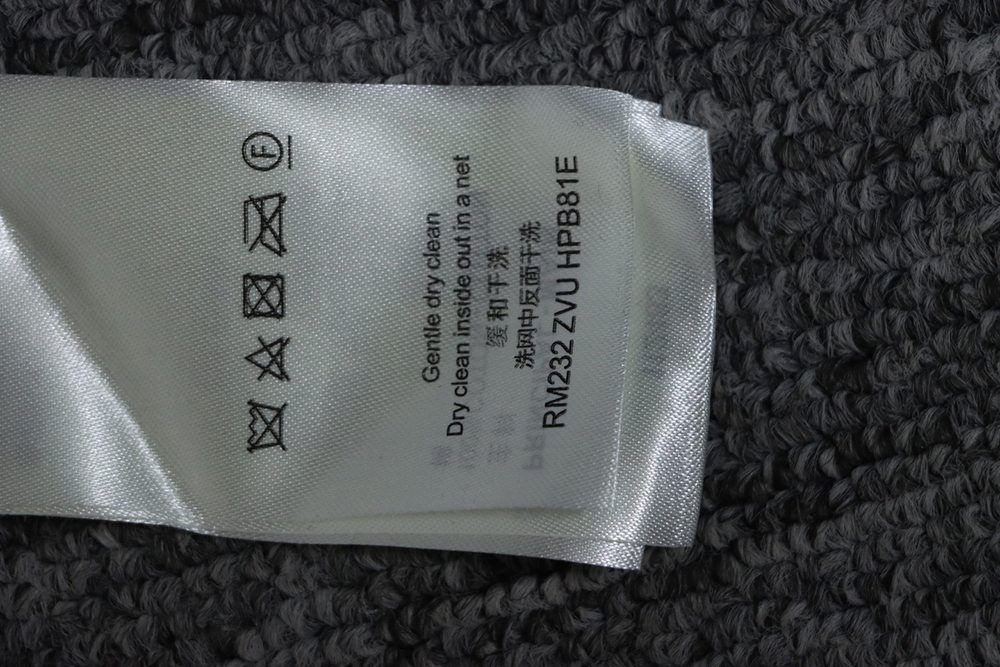 Gentle dry clean
Dry clean inside out in a net
缓和干洗
洗网中反面干洗
RM232 ZVU HPB81E